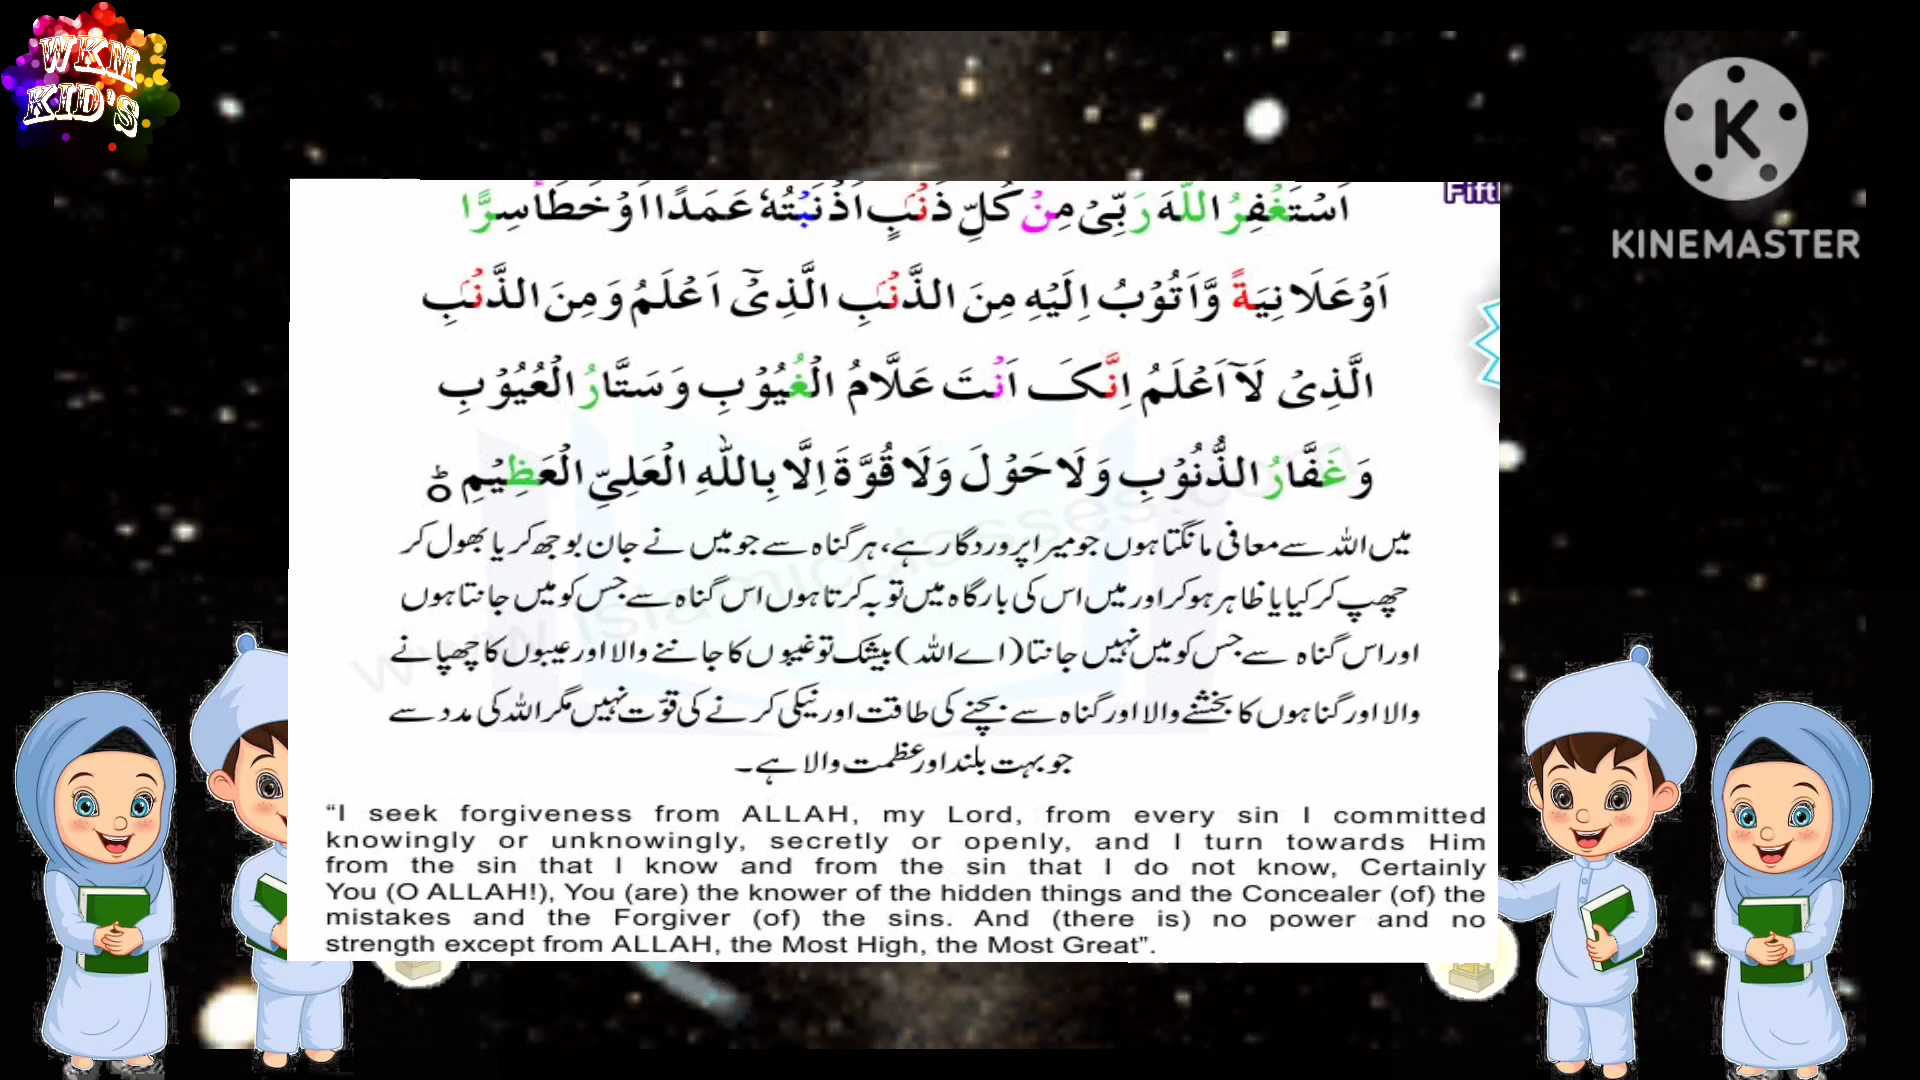 WKM
KID'S
KINEMASTER
Fift
اَسْتَغْفِرُ اللّٰهَ رَبِّیْ مِنْ کُلِّ ذَنْۢبٍ اَذْنَبْتُهٗ عَمَدًا اَوْ خَطَأً سِرًّا
اَوْ عَلَانِیَةً وَّاَتُوْبُ اِلَیْهِ مِنَ الذَّنْۢبِ الَّذِیْۤ اَعْلَمُ وَمِنَ الذَّنْۢبِ
الَّذِیْ لَاۤ اَعْلَمُ اِنَّکَ اَنْتَ عَلَّامُ الْغُیُوْبِ وَسَتَّارُ الْعُیُوْبِ
وَغَفَّارُ الذُّنُوْبِ وَلَا حَوْلَ وَلَا قُوَّةَ اِلَّا بِاللّٰهِ الْعَلِیِّ الْعَظِیْمِ ؕ
میں اللہ سے معافی مانگتا ہوں جو میرا پروردگار ہے، ہر گناہ سے جو میں نے جان بوجھ کر یا بھول کر
چھپ کر کیا یا ظاہر ہو کر اور میں اس کی بارگاہ میں توبہ کرتا ہوں اس گناہ سے جس کو میں جانتا ہوں
اور اس گناہ سے جس کو میں نہیں جانتا (اے اللہ) بیشک تو غیبوں کا جاننے والا اور عیبوں کا چھپانے
والا اور گناہوں کا بخشنے والا اور گناہ سے بچنے کی طاقت اور نیکی کرنے کی قوّت نہیں مگر اللہ کی مدد سے
جو بہت بلند اور عظمت والا ہے۔
www.islamicclasses.com
“I seek forgiveness from ALLAH, my Lord, from every sin I committed
knowingly or unknowingly, secretly or openly, and I turn towards Him
from the sin that I know and from the sin that I do not know, Certainly
You (O ALLAH!), You (are) the knower of the hidden things and the Concealer (of) the
mistakes and the Forgiver (of) the sins. And (there is) no power and no
strength except from ALLAH, the Most High, the Most Great”.